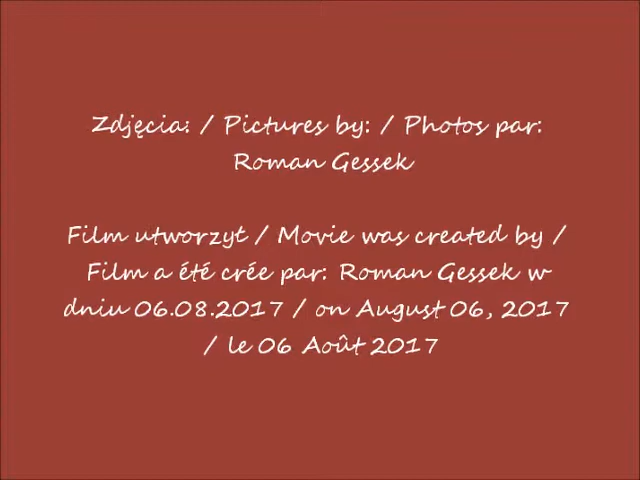 Zdjęcia: / Pictures by: / Photos par:
Roman Gessek
Film utworzyt / Movie was created by /
Film a été crée par: Roman Gessek w
dniu 06.08.2017 / on August 06, 2017
/ le 06 Août 2017